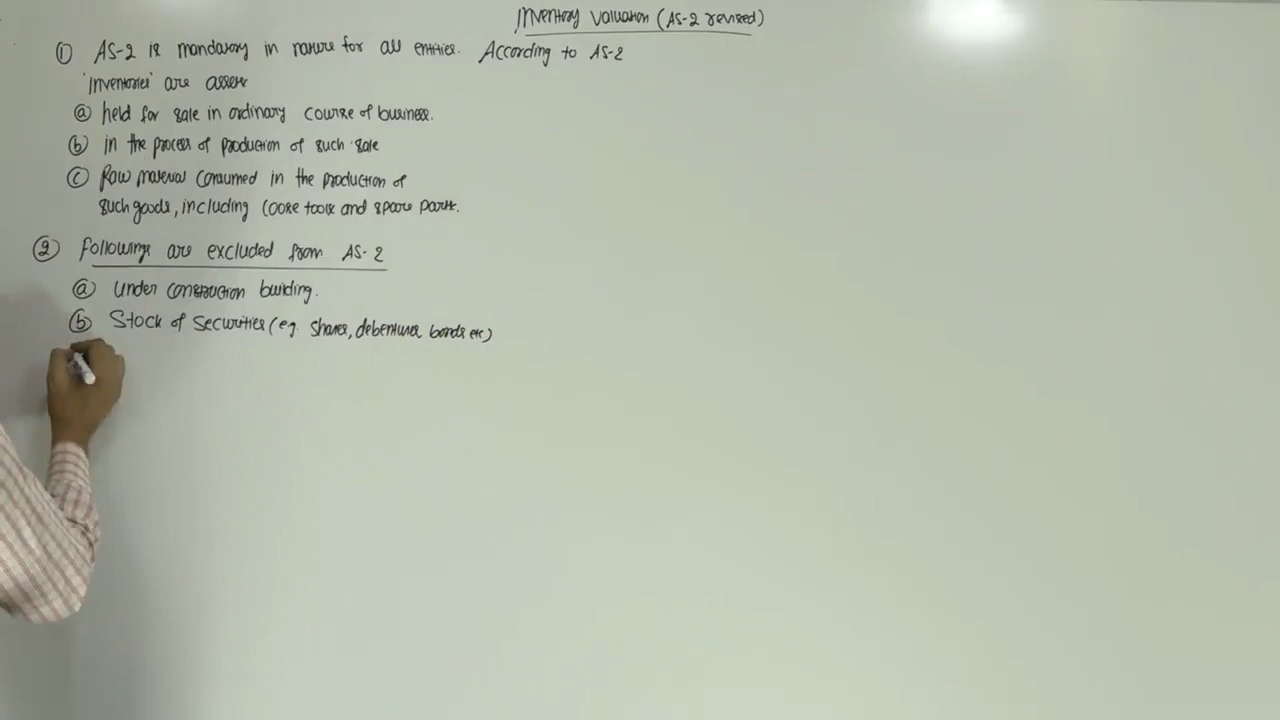 Inventory Valuation (AS-2 revised)
① AS-2 is mandatory in nature for all entities. According to AS-2
'Inventories' are assets
ⓐ held for sale in ordinary course of business.
ⓑ in the process of production of such sale
ⓒ Raw material consumed in the production of
such goods, including loose tools and spare parts.
② Followings are excluded from AS-2
ⓐ Under construction building.
ⓑ Stock of Securities (eg. shares, debentures bonds etc)